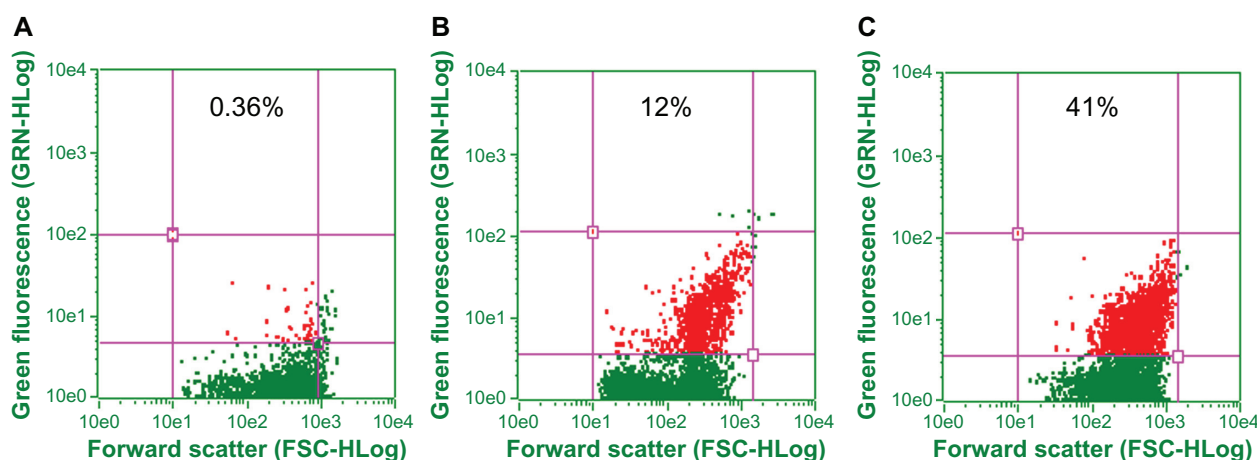 A
Green fluorescence (GRN-HLog)
10e4
10e3
10e2
10e1
10e0
0.36%
10e0 10e1 10e2 10e3 10e4
Forward scatter (FSC-HLog)
B
Green fluorescence (GRN-HLog)
10e4
10e3
10e2
10e1
10e0
12%
10e0 10e1 10e2 10e3 10e4
Forward scatter (FSC-HLog)
C
Green fluorescence (GRN-HLog)
10e4
10e3
10e2
10e1
10e0
41%
10e0 10e1 10e2 10e3 10e4
Forward scatter (FSC-HLog)